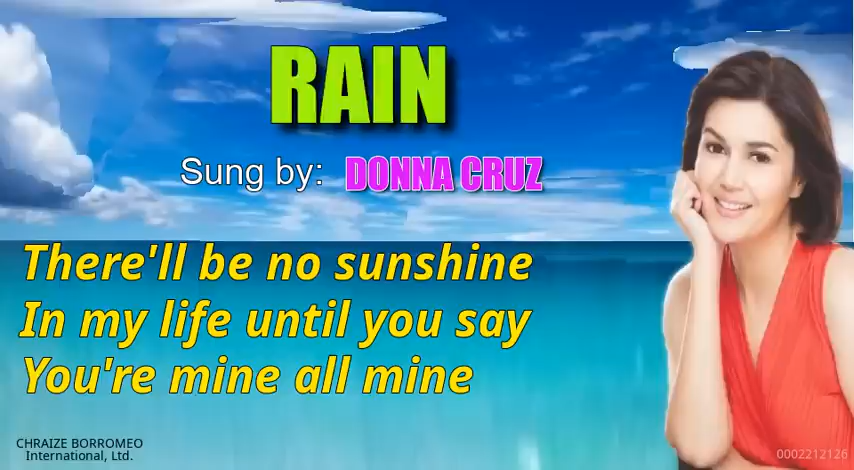 RAIN
Sung by: DONNA CRUZ
There'll be no sunshine
In my life until you say
You're mine all mine
CHRAIZE BORROMEO
International, Ltd.
0002212126